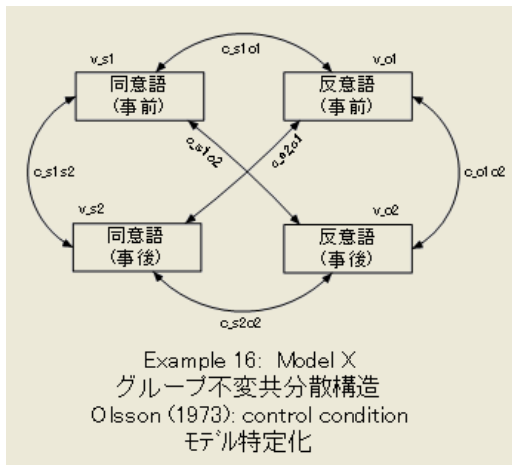 c_s1o1
v_s1
v_o1
同意語
(事前)
反意語
(事前)
c_s1o2
c_s2o1
c_s1s2
c_o1o2
v_s2
v_o2
同意語
(事後)
反意語
(事後)
c_s2o2
Example 16: Model X
グループ不変共分散構造
Olsson (1973): control condition
モデル特定化